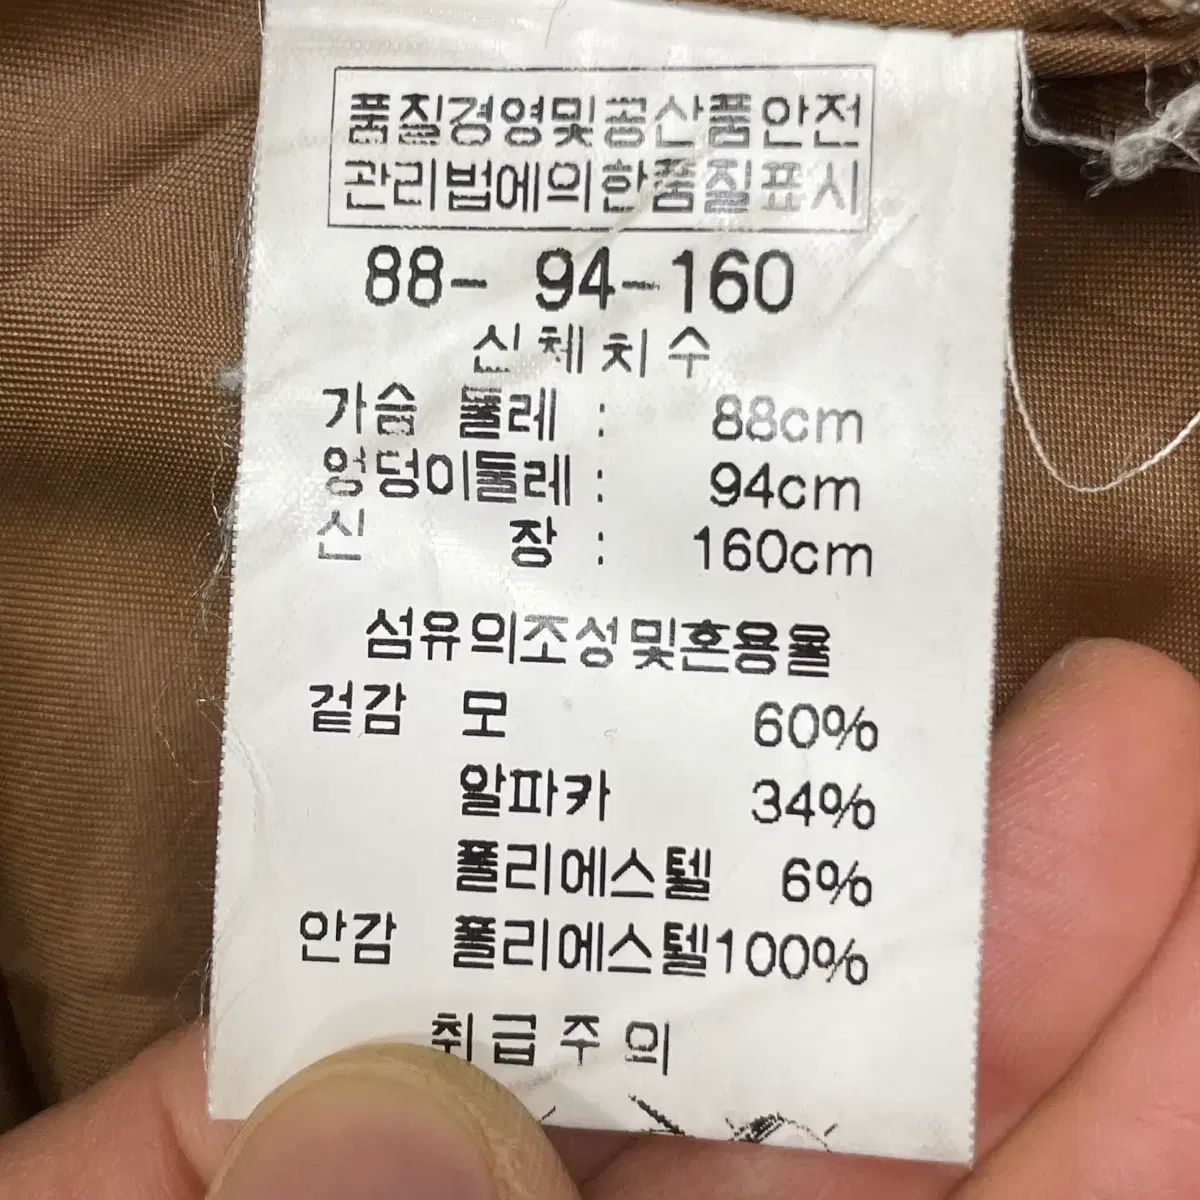 품질경영및공산품안전
관리법에의한품질표시
88- 94-160
신체치수
가슴 둘레 : 88cm
엉덩이둘레 : 94cm
신 장 : 160cm
섬유의조성및혼용율
겉감 모 60%
알파카 34%
폴리에스텔 6%
안감 폴리에스텔100%
취급주의